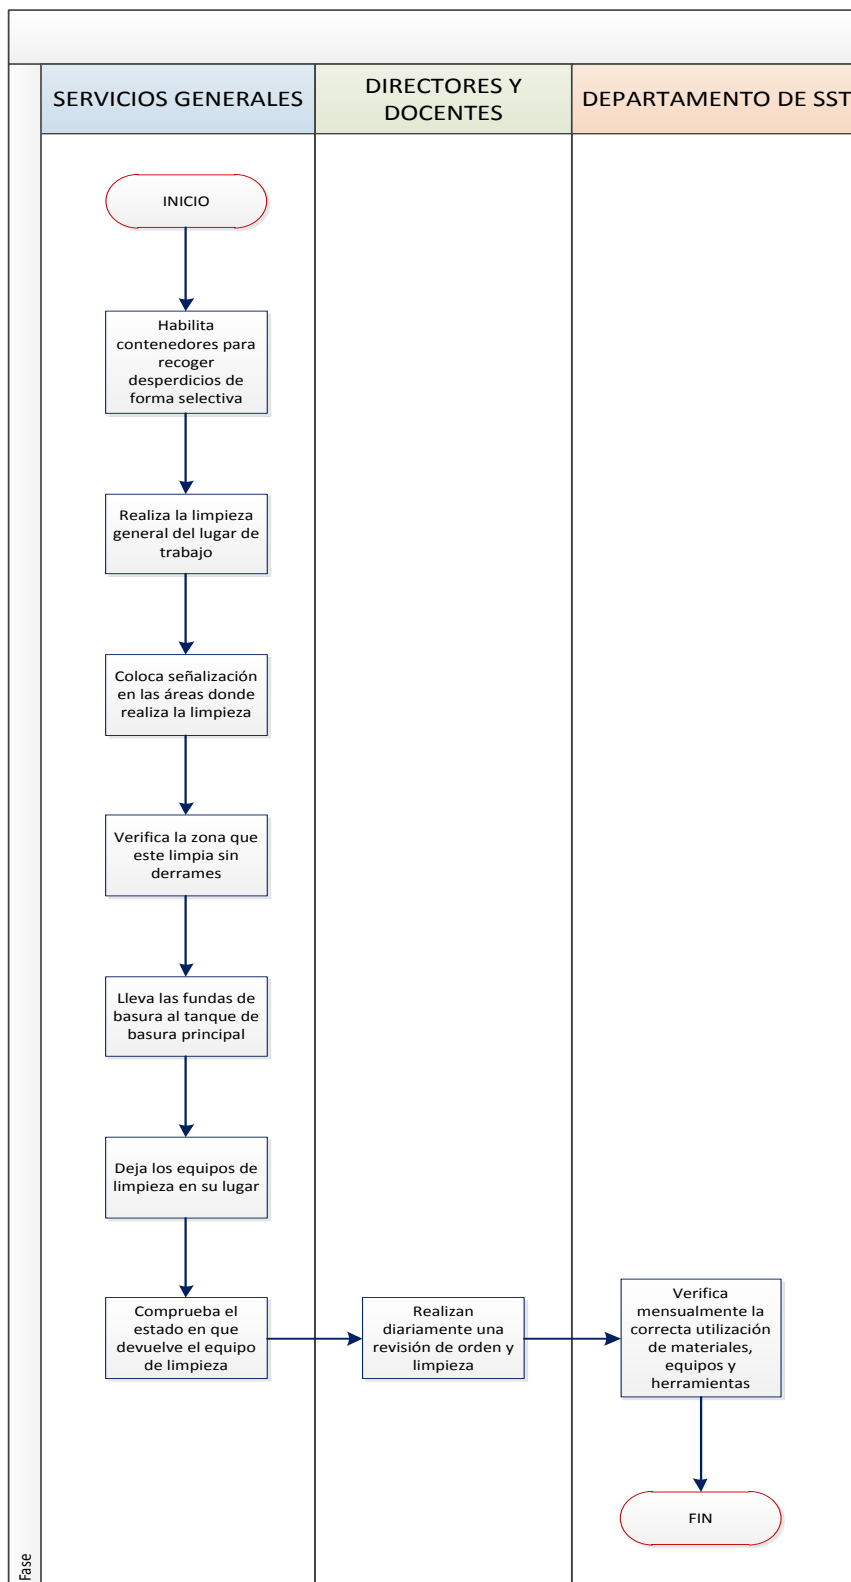 SERVICIOS GENERALES
DIRECTORES Y
DOCENTES
DEPARTAMENTO DE SST
INICIO
Habilita
contenedores para
recoger
desperdicios de
forma selectiva
Realiza la limpieza
general del lugar de
trabajo
Coloca señalización
en las áreas donde
realiza la limpieza
Verifica la zona que
este limpia sin
derrames
Lleva las fundas de
basura al tanque de
basura principal
Deja los equipos de
limpieza en su lugar
Comprueba el
estado en que
devuelve el equipo
de limpieza
Realizan
diariamente una
revisión de orden y
limpieza
Verifica
mensualmente la
correcta utilización
de materiales,
equipos y
herramientas
FIN
Fase